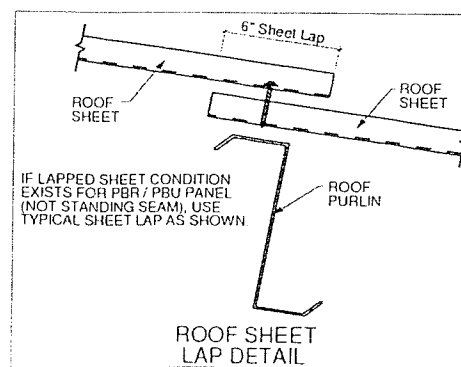 6" Sheet Lap
ROOF
SHEET
ROOF
SHEET
IF LAPPED SHEET CONDITION
EXISTS FOR PBR / PBU PANEL
(NOT STANDING SEAM), USE
TYPICAL SHEET LAP AS SHOWN
ROOF
PURLIN
ROOF SHEET
LAP DETAIL